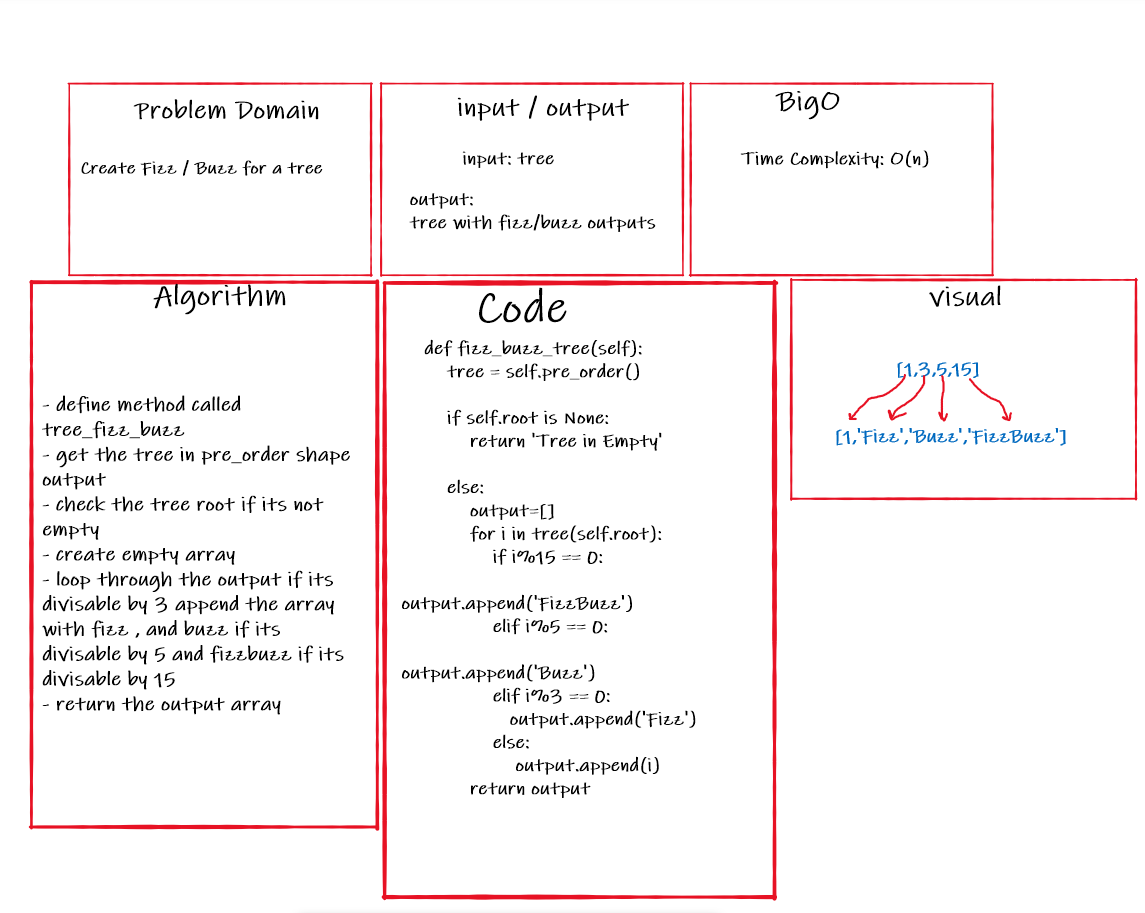 Problem Domain
Create Fizz / Buzz for a tree
input / output
input: tree
output:
tree with fizz/buzz outputs
BigO
Time Complexity: O(n)
Algorithm
- define method called
tree_fizz_buzz
- get the tree in pre_order shape
output
- check the tree root if its not
empty
- create empty array
- loop through the output if its
divisable by 3 append the array
with fizz , and buzz if its
divisable by 5 and fizzbuzz if its
divisable by 15
- return the output array
Code
def fizz_buzz_tree(self):
tree = self.pre_order()
if self.root is None:
return 'Tree in Empty'
else:
output=[]
for i in tree(self.root):
if i%15 == 0:
output.append('FizzBuzz')
elif i%5 == 0:
output.append('Buzz')
elif i%3 == 0:
output.append('Fizz')
else:
output.append(i)
return output
visual
[1,3,5,15]
[1,'Fizz','Buzz','FizzBuzz']